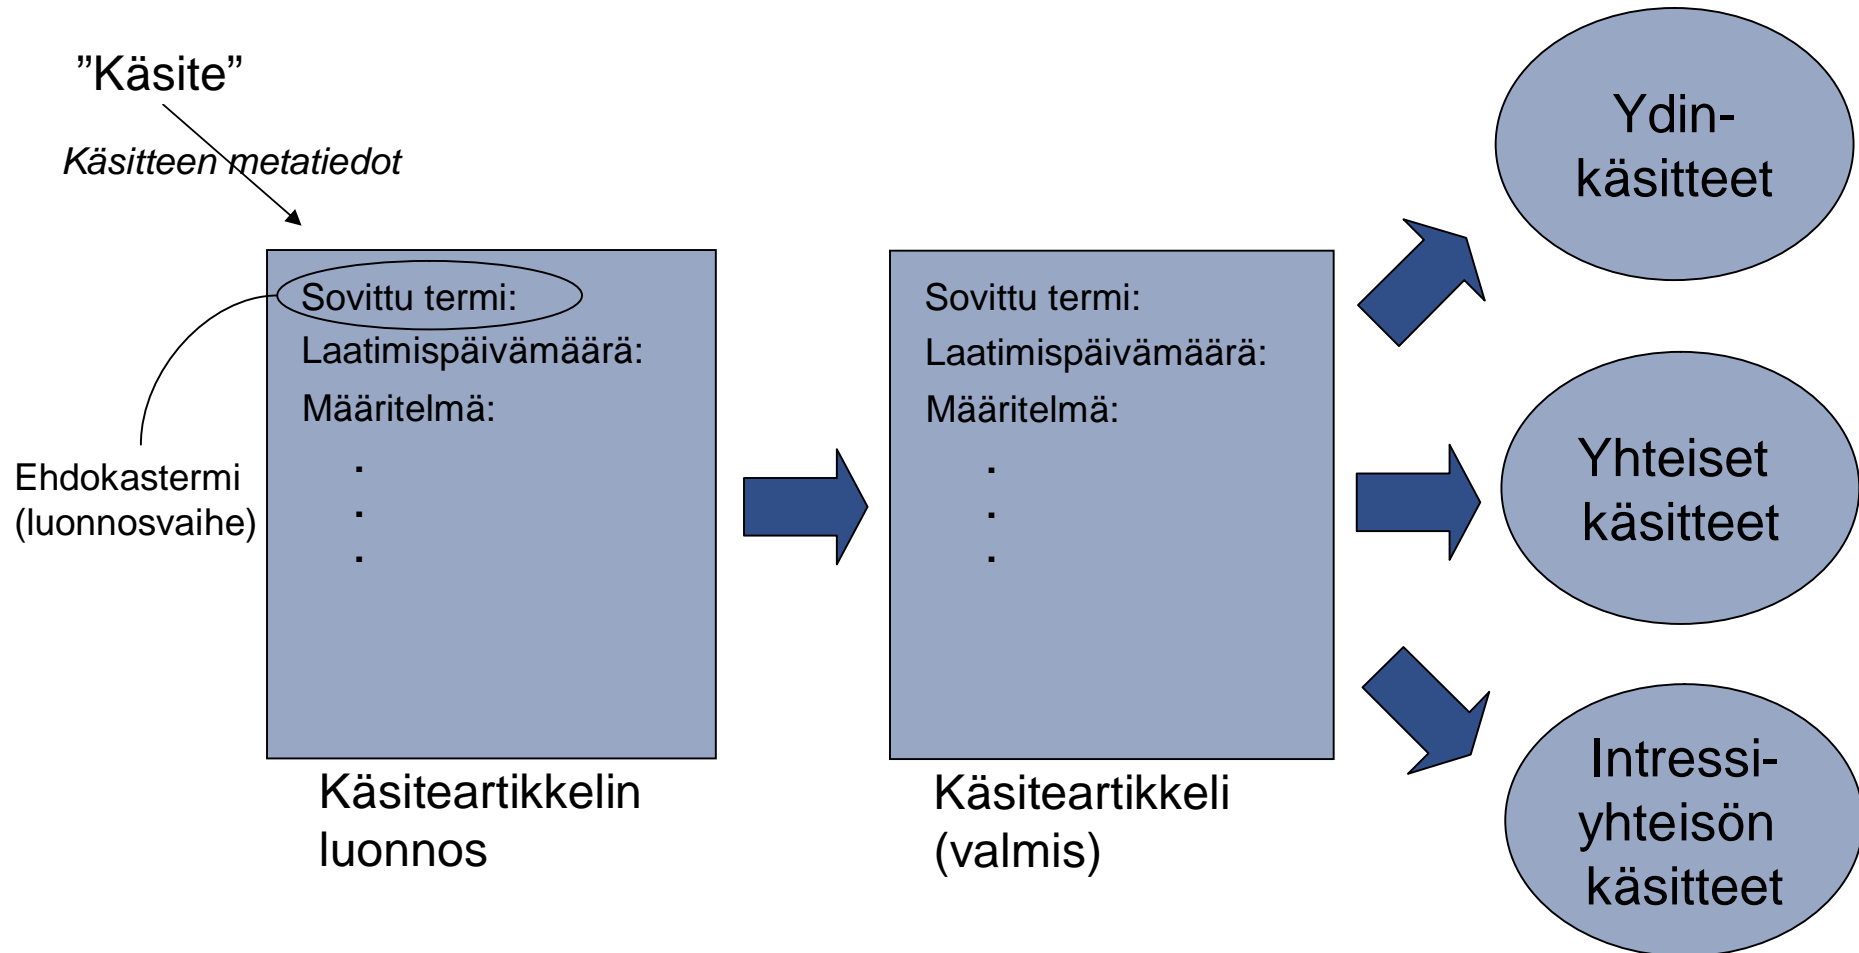 ”Käsite”
Käsitteen metatiedot
Sovittu termi:
Laatimispäivämäärä:
Määritelmä:
.
.
.
Ehdokastermi
(luonnosvaihe)
Käsiteartikkelin
luonnos
Sovittu termi:
Laatimispäivämäärä:
Määritelmä:
.
.
.
Käsiteartikkeli
(valmis)
Ydin-
käsitteet
Yhteiset
käsitteet
Intressi-
yhteisön
käsitteet